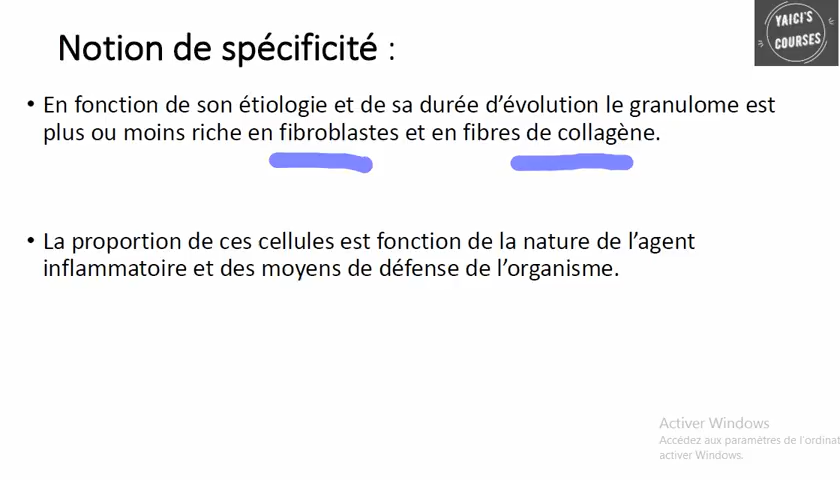 YAICI'S
COURSES
Notion de spécificité :
• En fonction de son étiologie et de sa durée d’évolution le granulome est
plus ou moins riche en fibroblastes et en fibres de collagène.
• La proportion de ces cellules est fonction de la nature de l’agent
inflammatoire et des moyens de défense de l’organisme.
Activer Windows
Accédez aux paramètres de l'ordinat
activer Windows.